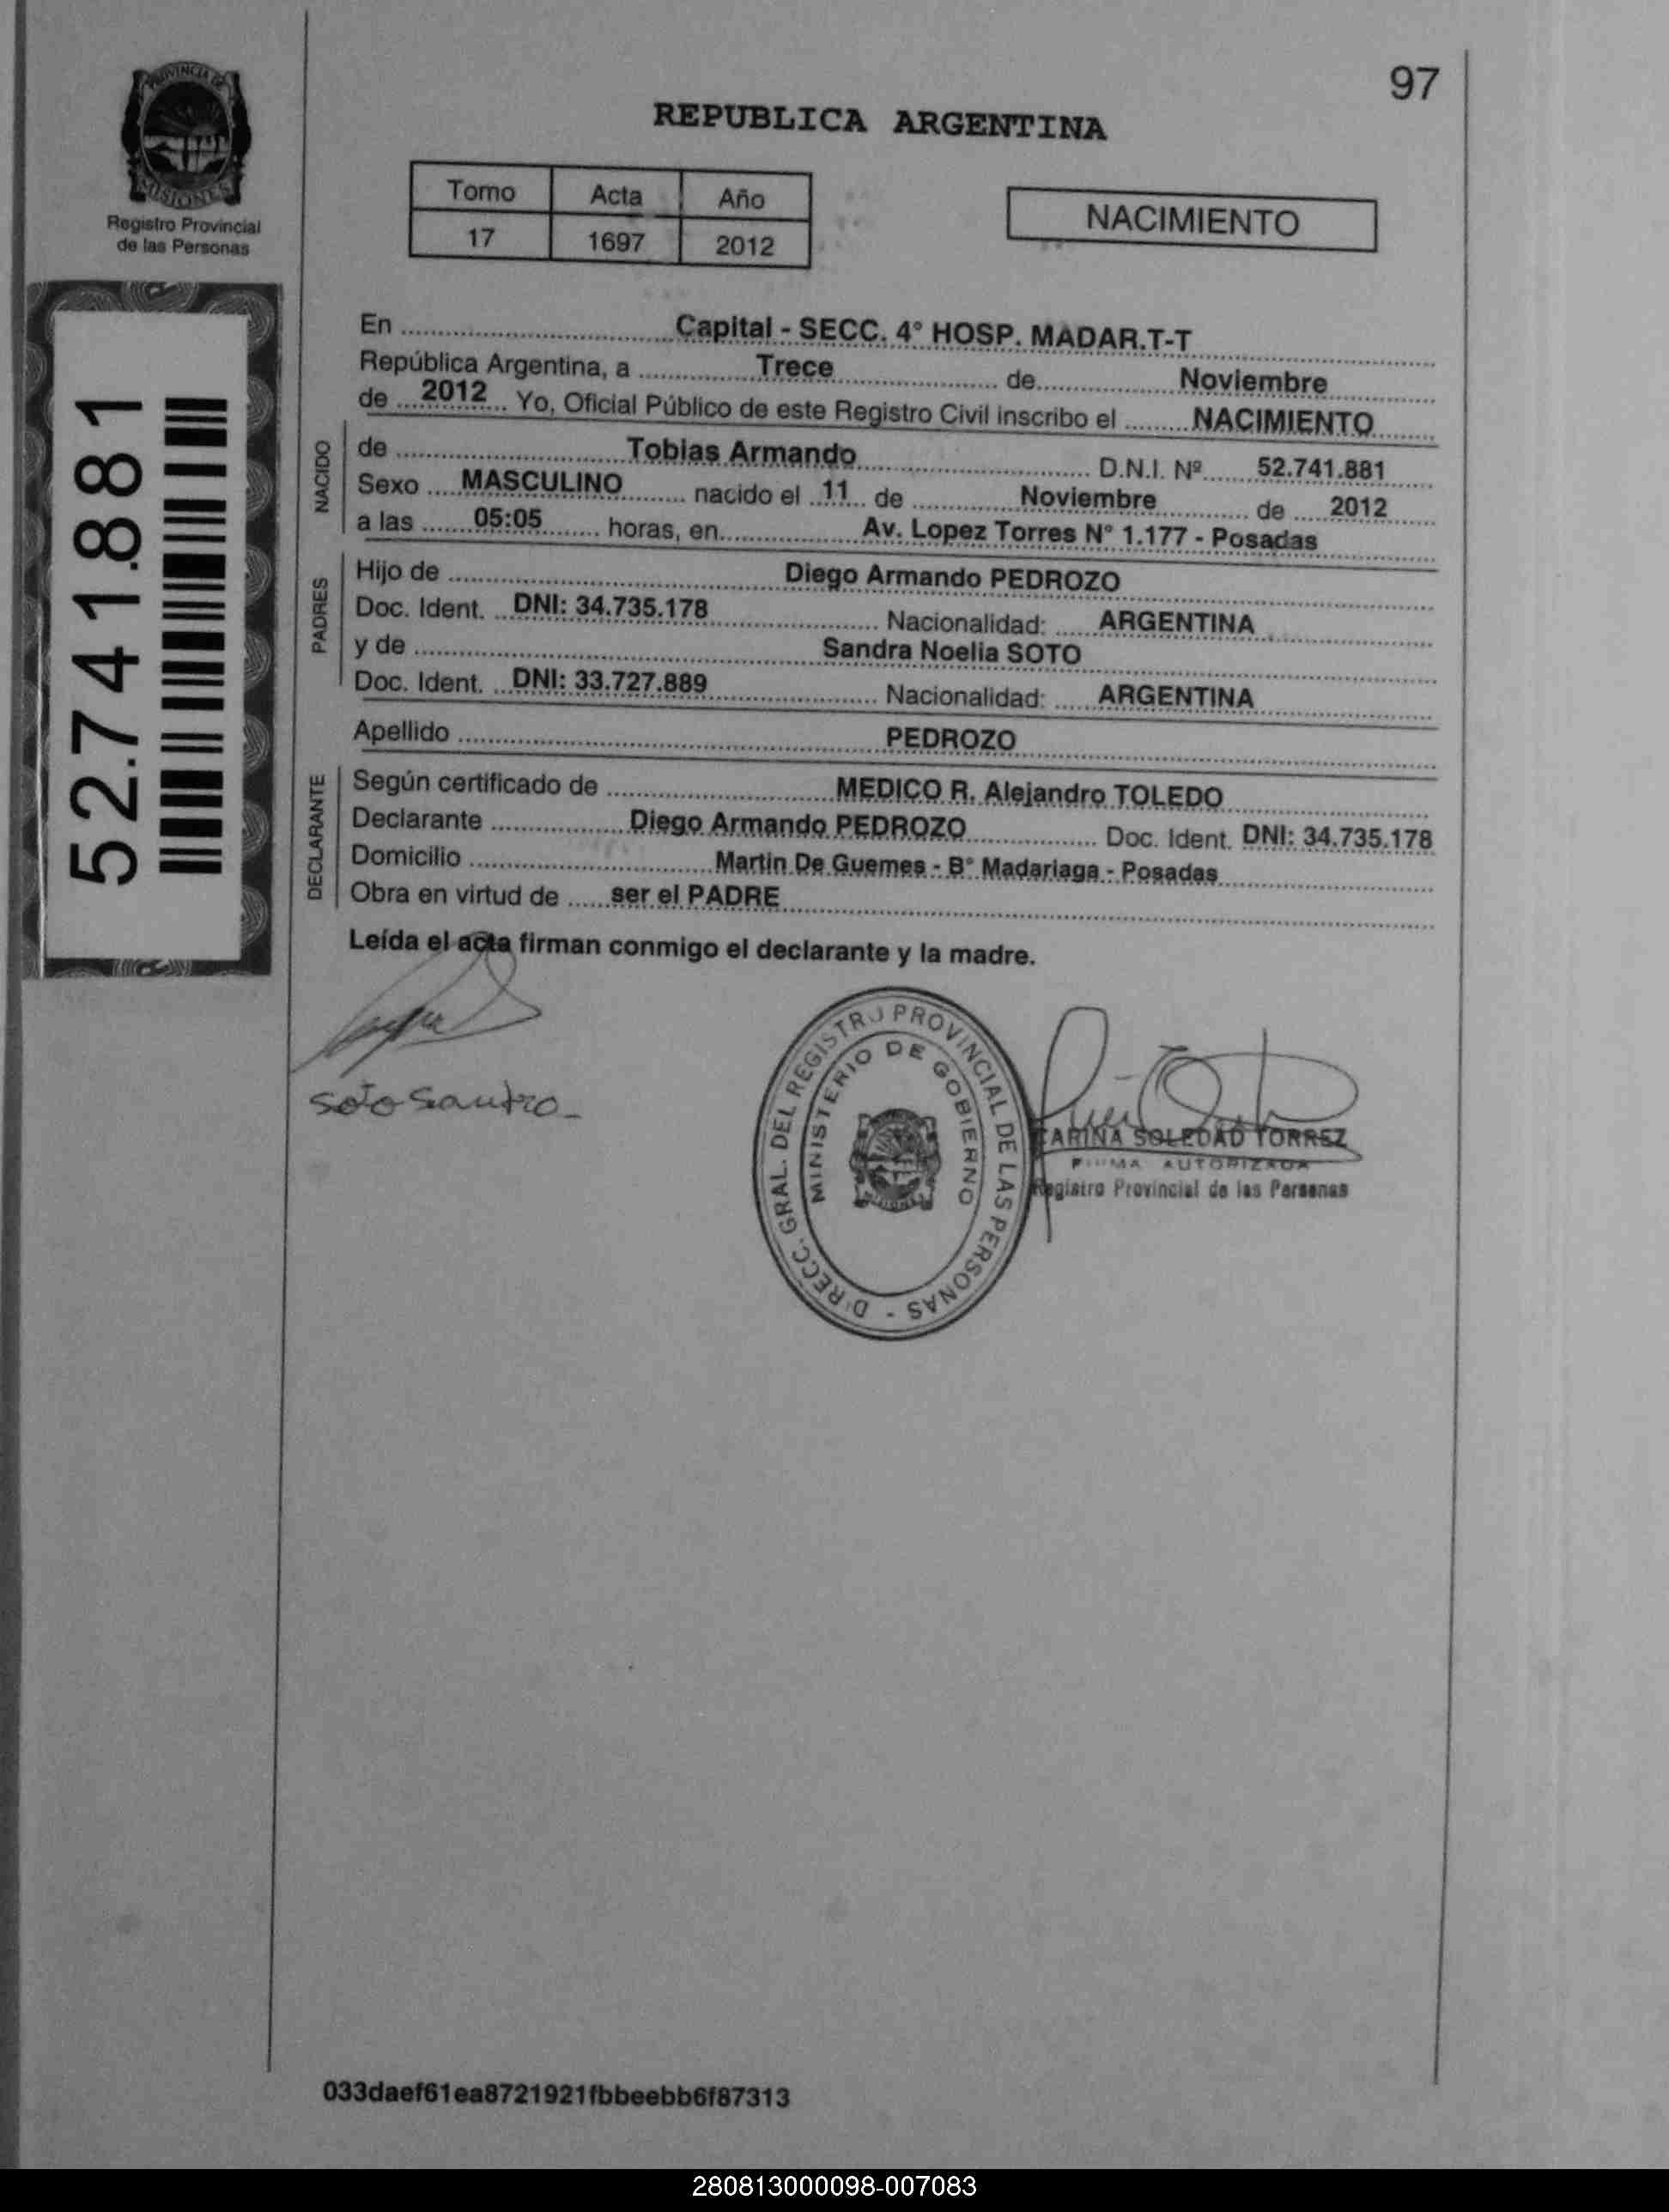 97
PROVINCIA DE
MISIONES
Registro Provincial
de las Personas
REPUBLICA ARGENTINA
Tomo Acta Año
17 1697 2012
NACIMIENTO
52.741.881
En Capital - SECC. 4° HOSP. MADAR.T-T
República Argentina, a Trece de Noviembre
de 2012 Yo, Oficial Público de este Registro Civil inscribo el NACIMIENTO
NACIDO
de Tobias Armando D.N.I. Nº 52.741.881
Sexo MASCULINO nacido el 11 de Noviembre de 2012
a las 05:05 horas, en Av. Lopez Torres N° 1.177 - Posadas
PADRES
Hijo de Diego Armando PEDROZO
Doc. Ident. DNI: 34.735.178 Nacionalidad: ARGENTINA
y de Sandra Noelia SOTO
Doc. Ident. DNI: 33.727.889 Nacionalidad: ARGENTINA
Apellido PEDROZO
DECLARANTE
Según certificado de MEDICO R. Alejandro TOLEDO
Declarante Diego Armando PEDROZO Doc. Ident. DNI: 34.735.178
Domicilio Martin De Guemes - B° Madariaga - Posadas
Obra en virtud de ser el PADRE
Leída el acta firman conmigo el declarante y la madre.
soto Sandro
DIRECC. GRAL. DEL REGISTRO PROVINCIAL DE LAS PERSONAS -
MINISTERIO DE GOBIERNO
CARINA SOLEDAD TORREZ
FIRMA AUTORIZADA
Registro Provincial de las Personas
033daef61ea8721921fbbeebb6f87313
280813000098-007083